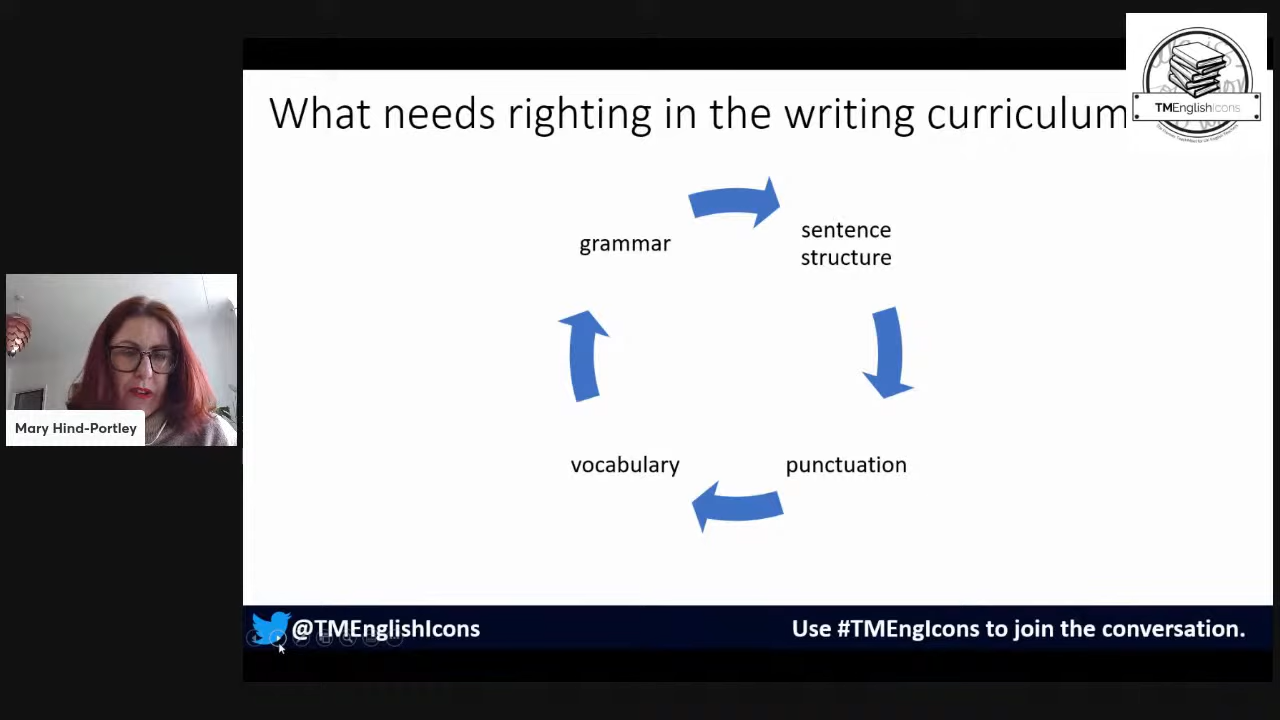 What needs righting in the writing curriculum
TMEnglishIcons
grammar
sentence
structure
vocabulary
punctuation
Mary Hind-Portley
@TMEnglishIcons
Use #TMEngIcons to join the conversation.